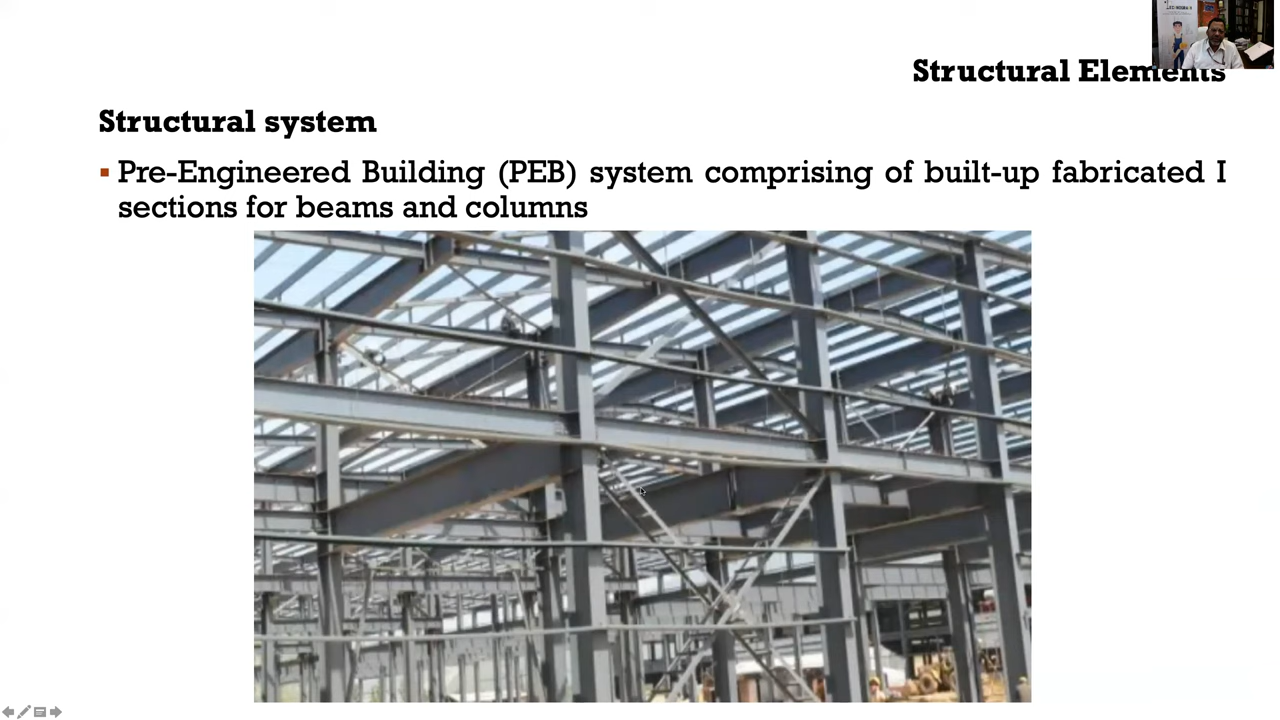 Structural Elements
Structural system
Pre-Engineered Building (PEB) system comprising of built-up fabricated I
sections for beams and columns